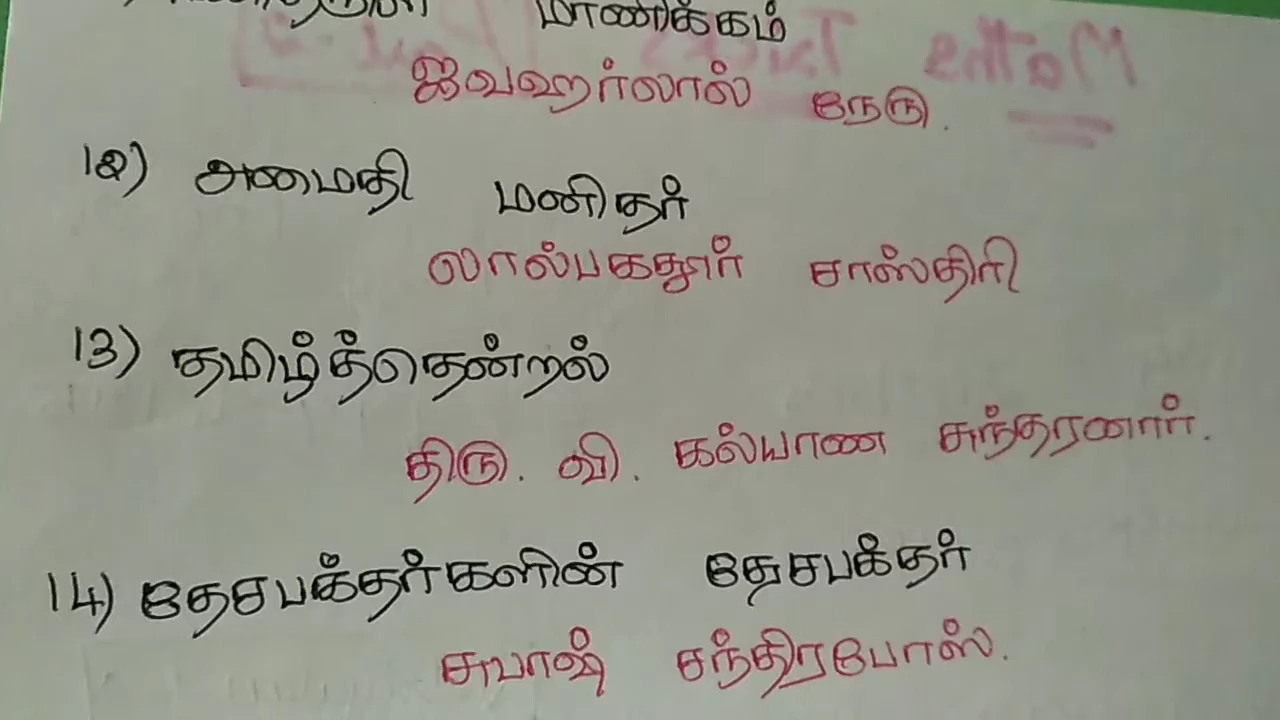 மாணிக்கம்
ஜவஹர்லால் நேரு.
12) அமைதி மனிதர்
லால்பகதூர் சாஸ்திரி
13) தமிழ்த்தென்றல்
திரு. வி. கல்யாண சுந்தரனார்.
14) தேசபக்தர்களின் தேசபக்தர்
சுபாஷ் சந்திரபோஸ்.